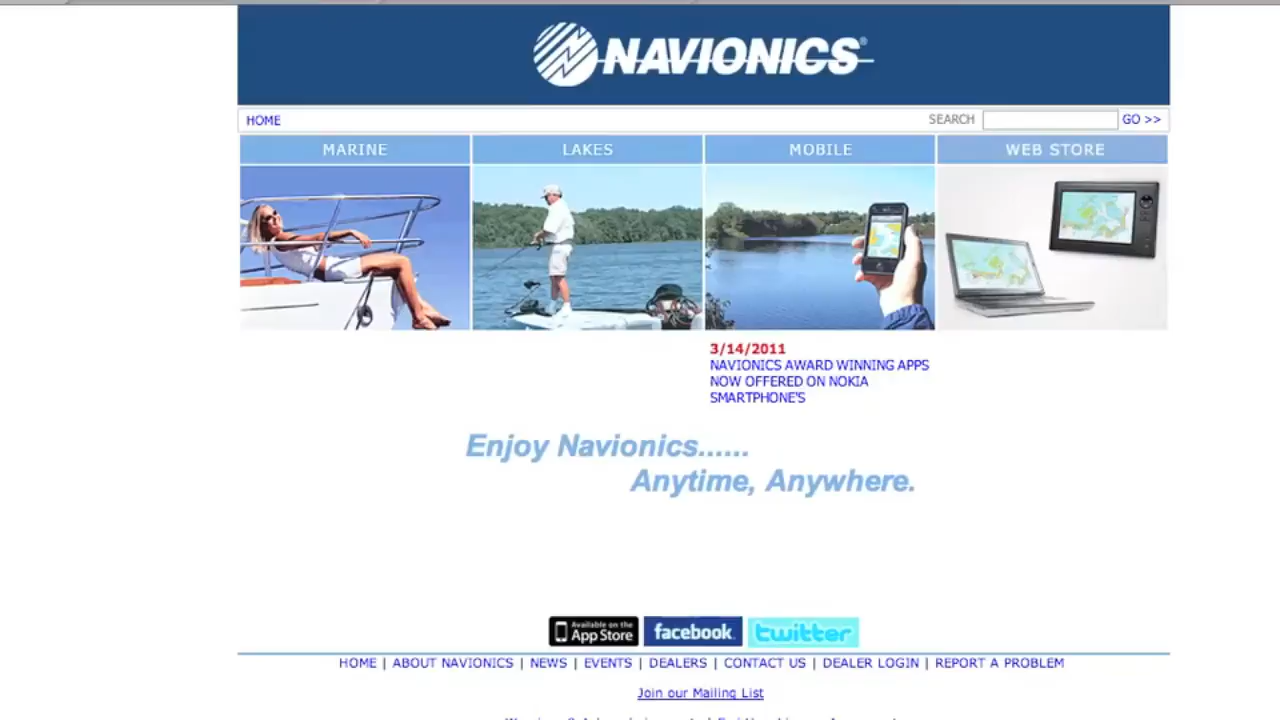 NAVIONICS®
HOME
SEARCH GO >>
MARINE LAKES MOBILE WEB STORE
3/14/2011
NAVIONICS AWARD WINNING APPS
NOW OFFERED ON NOKIA
SMARTPHONE'S
Enjoy Navionics......
Anytime, Anywhere.
Available on the
App Store
facebook.
twitter
HOME | ABOUT NAVIONICS | NEWS | EVENTS | DEALERS | CONTACT US | DEALER LOGIN | REPORT A PROBLEM
Join our Mailing List